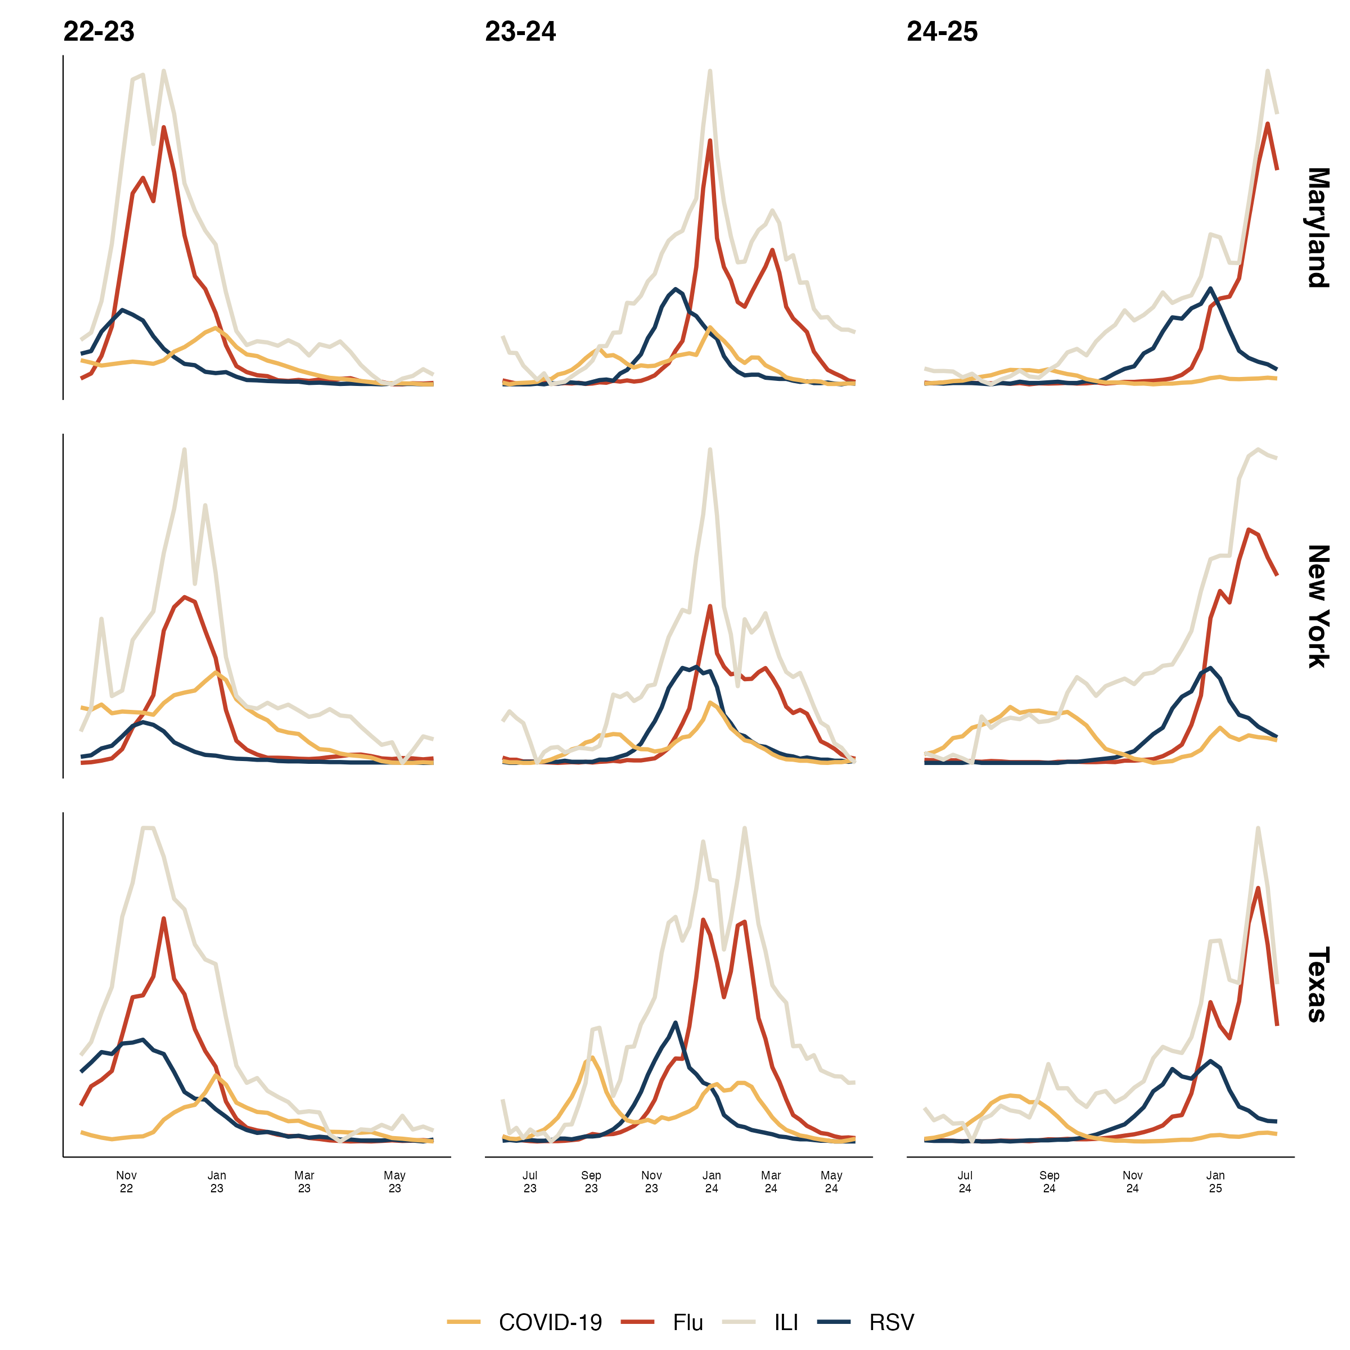 22-23
23-24
24-25
Maryland
New York
Texas
Nov
22
Jan
23
Mar
23
May
23
Jul
23
Sep
23
Nov
23
Jan
24
Mar
24
May
24
Jul
24
Sep
24
Nov
24
Jan
25
COVID-19
Flu
ILI
RSV